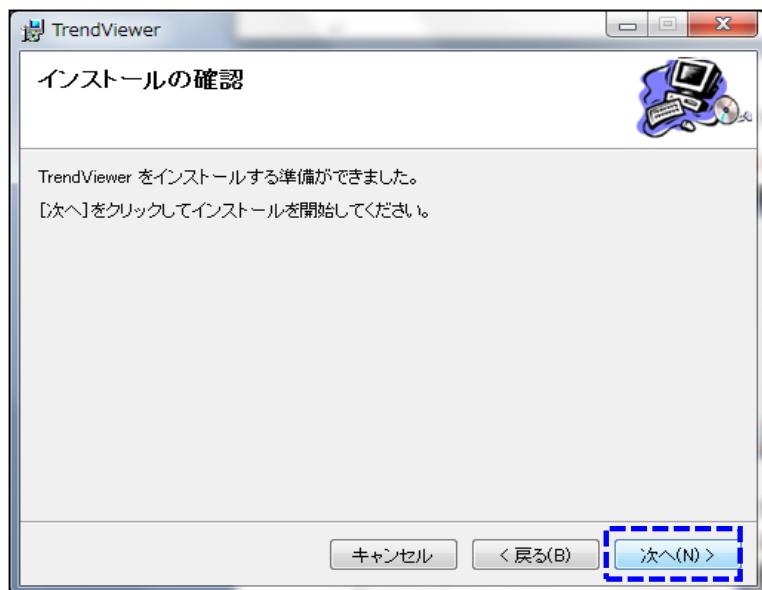 TrendViewer
インストールの確認
TrendViewer をインストールする準備ができました。
[次へ]をクリックしてインストールを開始してください。
キャンセル
< 戻る(B)
次へ(N) >